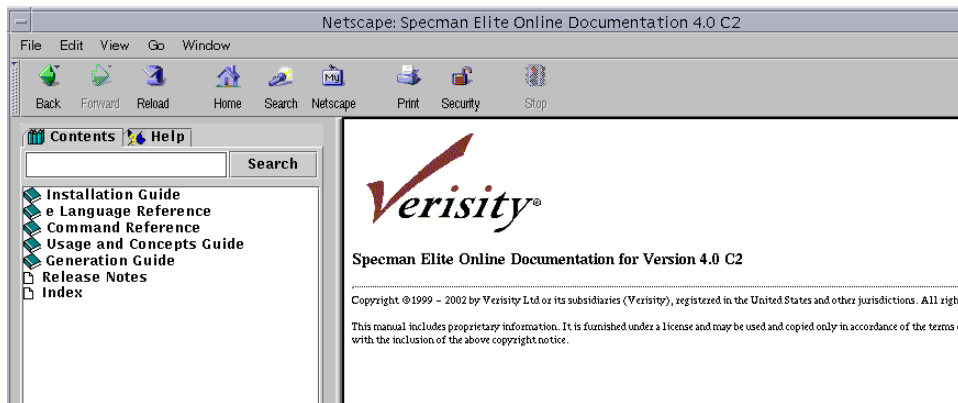 Netscape: Specman Elite Online Documentation 4.0 C2
File Edit View Go Window
Back Forward Reload Home Search Netscape Print Security Stop
My
Contents Help
Search
Installation Guide
e Language Reference
Command Reference
Usage and Concepts Guide
Generation Guide
Release Notes
Index
Verisity®
Specman Elite Online Documentation for Version 4.0 C2
Copyright ©1999 – 2002 by Verisity Ltd or its subsidiaries (Verisity), registered in the United States and other jurisdictions. All righ
This manual includes proprietary information. It is furnished under a license and may be used and copied only in accordance of the terms
with the inclusion of the above copyright notice.